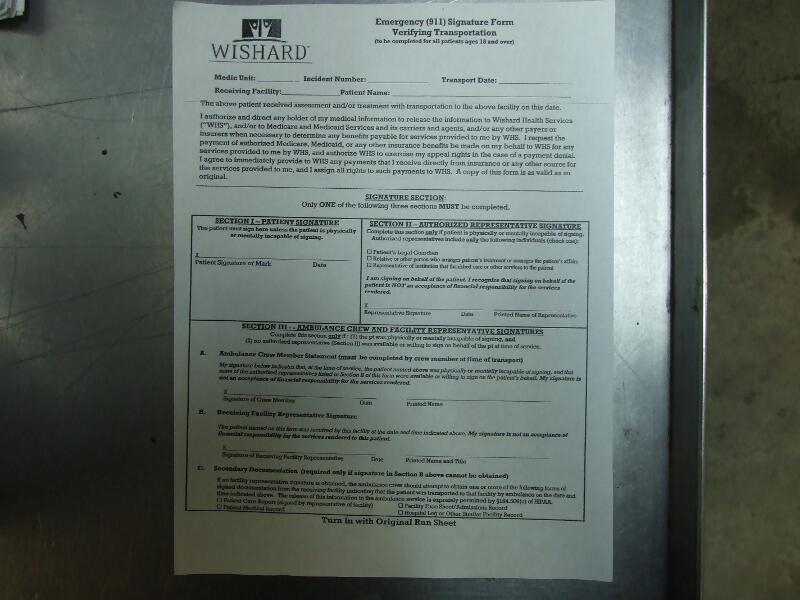 WISHARD
Emergency (911) Signature Form
Verifying Transportation
(to be completed for all patients ages 18 and over)
Medic Unit: Incident Number: Transport Date:
Receiving Facility: Patient Name:
The above patient received assessment and/or treatment with transportation to the above facility on this date.
I authorize and direct any holder of my medical information to release the information to Wishard Health Services
("WHS"), and/or to Medicare and Medicaid Services and its carriers and agents, and/or to any other payers or
insurers when necessary to determine any benefits payable for services provided to me by WHS. I request the
payment of authorized Medicare, Medicaid, or any other insurance benefits be made on my behalf to WHS for any
services provided to me by WHS, and authorize WHS to exercise my appeal rights in the case of a payment denial.
I agree to immediately provide to WHS any payments that I receive directly from insurance or any other source for
the services provided to me, and I assign all rights to such payments to WHS. A copy of this form is as valid as an
original.
SIGNATURE SECTION:
Only ONE of the following three sections MUST be completed.
SECTION I – PATIENT SIGNATURE
The patient must sign here unless the patient is physically
or mentally incapable of signing.
X
Patient Signature or Mark Date
SECTION II – AUTHORIZED REPRESENTATIVE SIGNATURE
Complete this section only if patient is physically or mentally incapable of signing.
Authorized representatives include only the following individuals (check one):
☐ Patient's Legal Guardian
☐ Relative or other person who arranges patient's treatment or manages the patient's affairs
☐ Representative of institution that furnished care or other services to the patient
I am signing on behalf of the patient. I recognize that signing on behalf of the
patient is NOT an acceptance of financial responsibility for the services
rendered.
X
Representative Signature Date Printed Name of Representative
SECTION III - - AMBULANCE CREW AND FACILITY REPRESENTATIVE SIGNATURES
Complete this section only if : (1) the pt was physically or mentally incapable of signing, and
(2) no authorized representative (Section II) was available or willing to sign on behalf of the pt at time of service.
A. Ambulance Crew Member Statement (must be completed by crew member at time of transport)
My signature below indicates that, at the time of service, the patient named above was physically or mentally incapable of signing, and that
none of the authorized representatives listed in Section II of this form were available or willing to sign on the patient's behalf. My signature is
not an acceptance of financial responsibility for the services rendered.
X
Signature of Crew Member Date Printed Name
B. Receiving Facility Representative Signature
The patient named on this form was received by this facility at the date and time indicated above. My signature is not an acceptance of
financial responsibility for the services rendered to this patient.
X
Signature of Receiving Facility Representative Date Printed Name and Title
C. Secondary Documentation (required only if signature in Section B above cannot be obtained)
If no facility representative signature is obtained, the ambulance crew should attempt to obtain one or more of the following forms of
signed documentation from the receiving facility indicating that the patient was transported to that facility by ambulance on the date and
time indicated above. The release of this information to the ambulance service is expressly permitted by §164.506(c) of HIPAA.
☐ Patient Care Report (signed by representative of facility) ☐ Facility Face Sheet/Admissions Record
☐ Patient Medical Record ☐ Hospital Log or Other Similar Facility Record
Turn in with Original Run Sheet